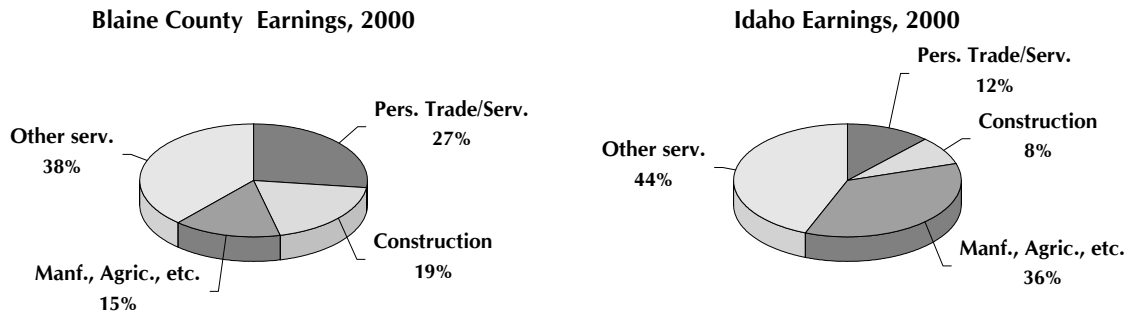 Blaine County Earnings, 2000
Pers. Trade/Serv.
27%
Other serv.
38%
Construction
19%
Manf., Agric., etc.
15%
Idaho Earnings, 2000
Pers. Trade/Serv.
12%
Construction
8%
Other serv.
44%
Manf., Agric., etc.
36%